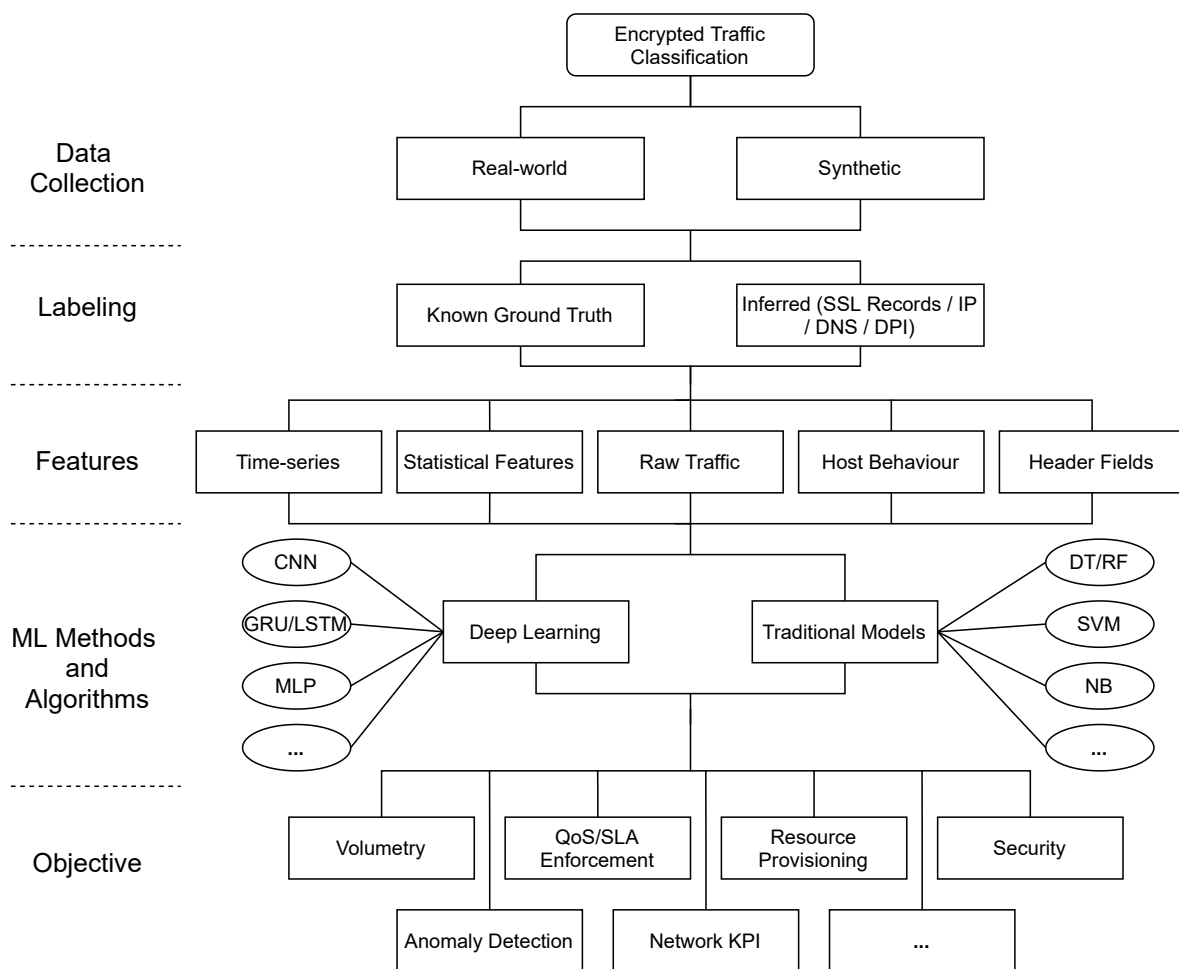 Encrypted Traffic
Classification
Data
Collection
Real-world
Synthetic
Labeling
Known Ground Truth
Inferred (SSL Records / IP
/ DNS / DPI)
Features
Time-series
Statistical Features
Raw Traffic
Host Behaviour
Header Fields
ML Methods
and
Algorithms
CNN
GRU/LSTM
MLP
...
Deep Learning
Traditional Models
DT/RF
SVM
NB
...
Objective
Volumetry
QoS/SLA
Enforcement
Resource
Provisioning
Security
Anomaly Detection
Network KPI
...